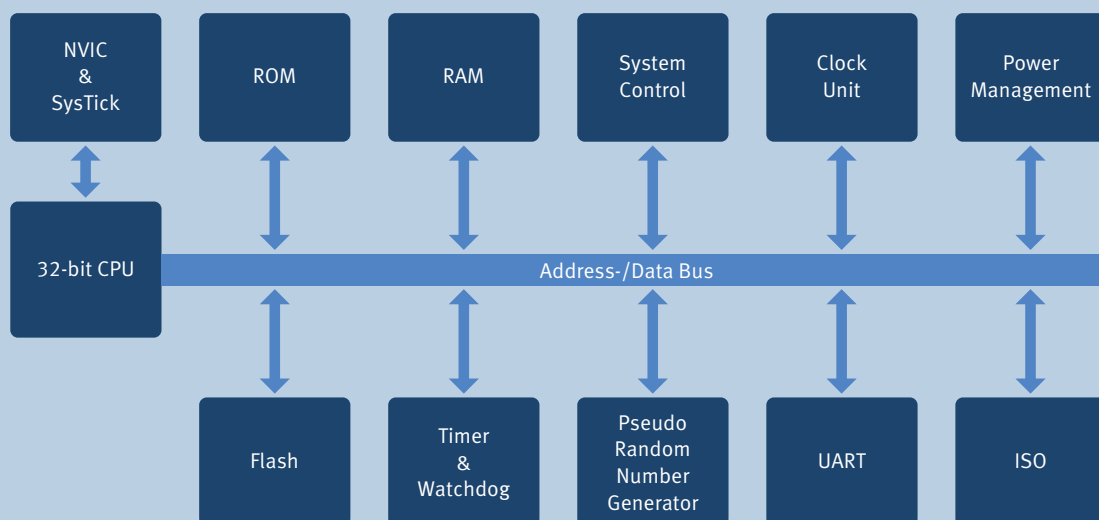 NVIC
&
SysTick
ROM
RAM
System
Control
Clock
Unit
Power
Management
32-bit CPU
Address-/Data Bus
Flash
Timer
&
Watchdog
Pseudo
Random
Number
Generator
UART
ISO